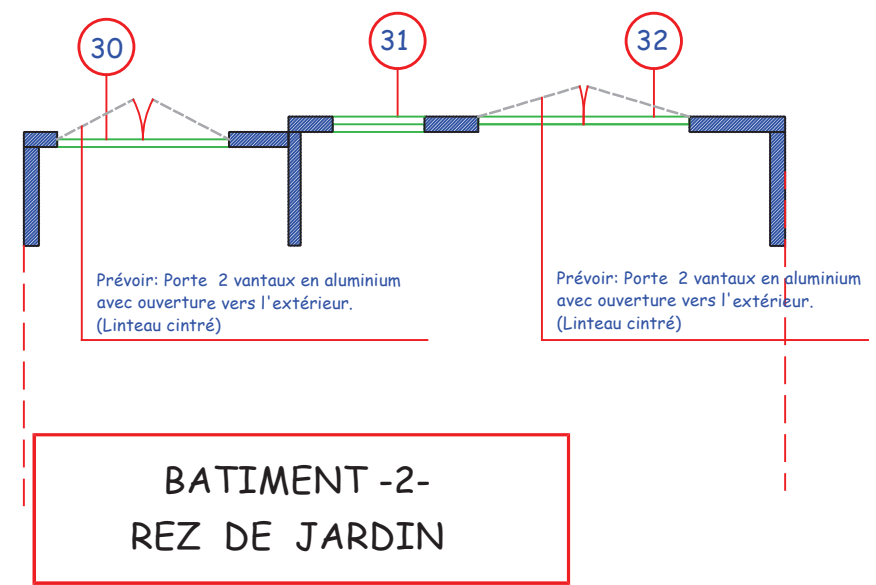 30
31
32
Prévoir: Porte 2 vantaux en aluminium
avec ouverture vers l'extérieur.
(Linteau cintré)
Prévoir: Porte 2 vantaux en aluminium
avec ouverture vers l'extérieur.
(Linteau cintré)
BATIMENT -2-
REZ DE JARDIN